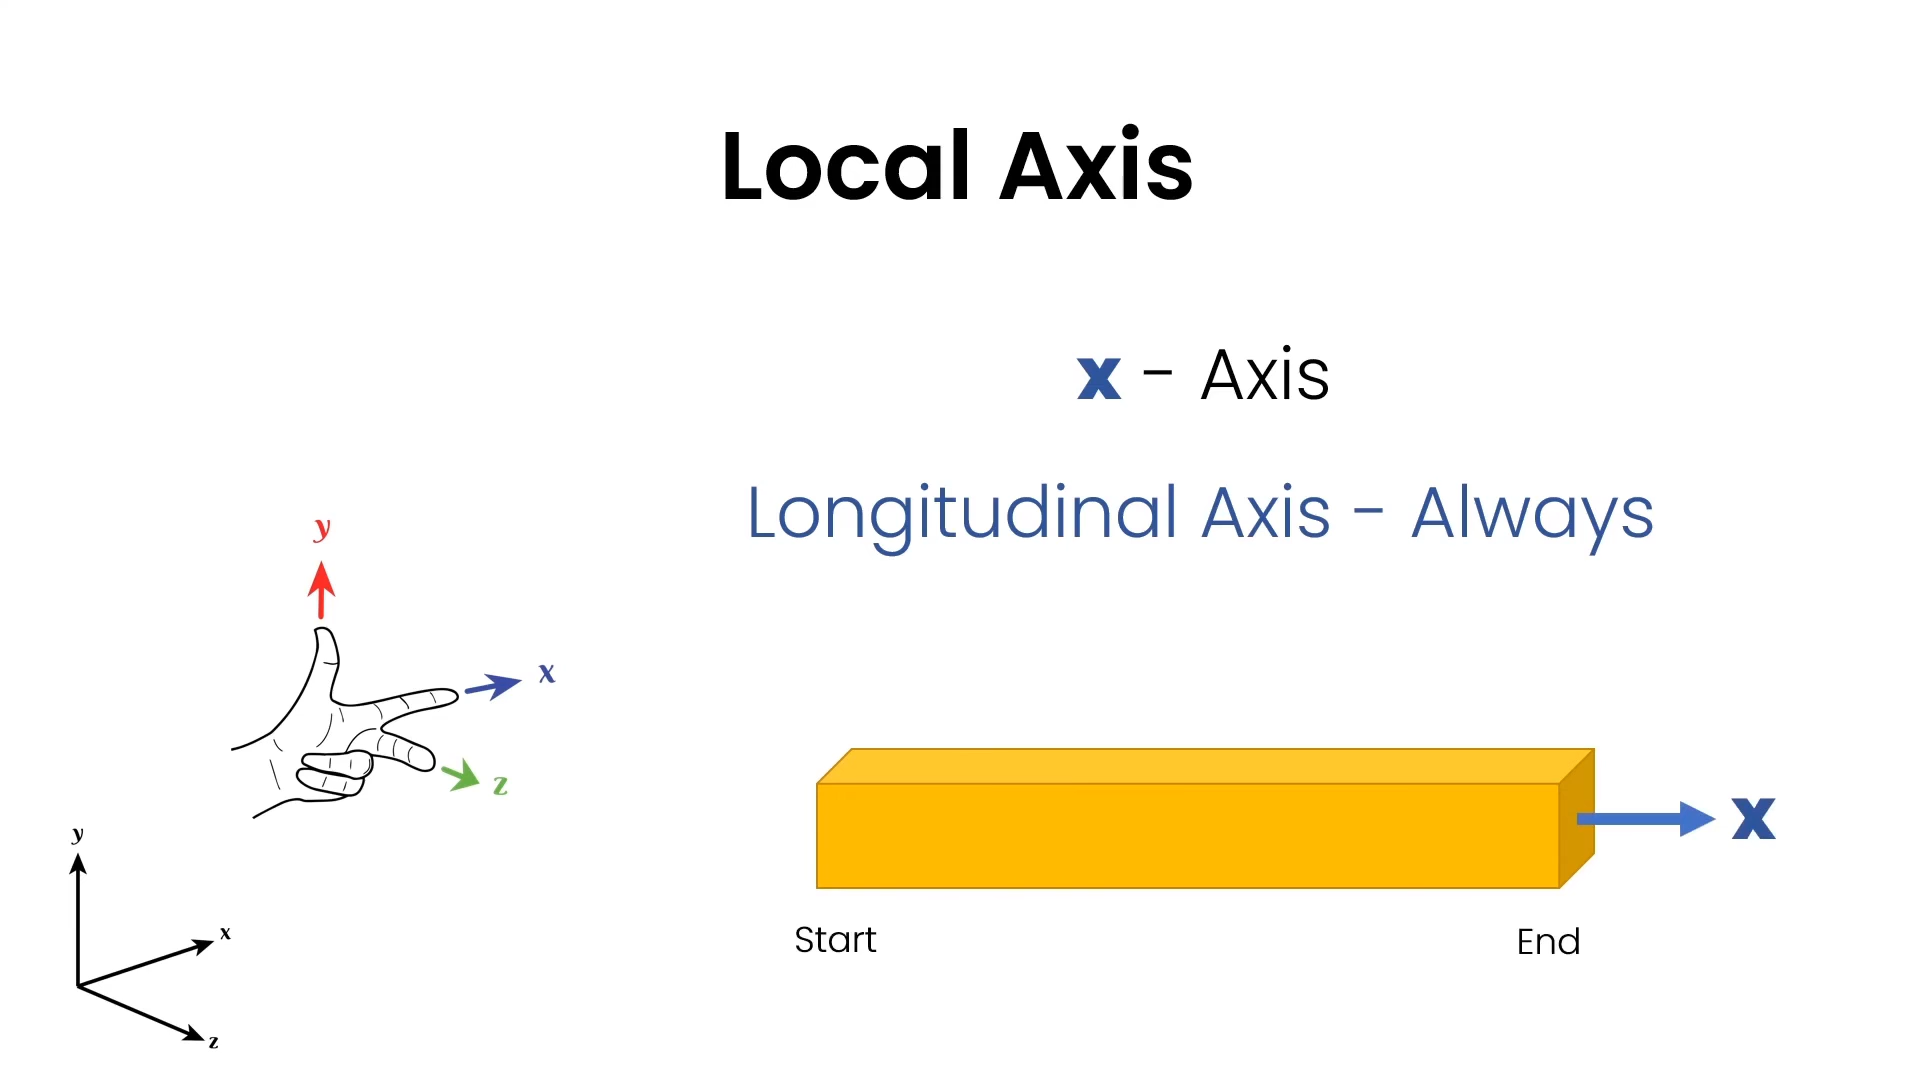 Local Axis
x - Axis
Longitudinal Axis - Always
y
x
z
y
x
z
x
Start
End